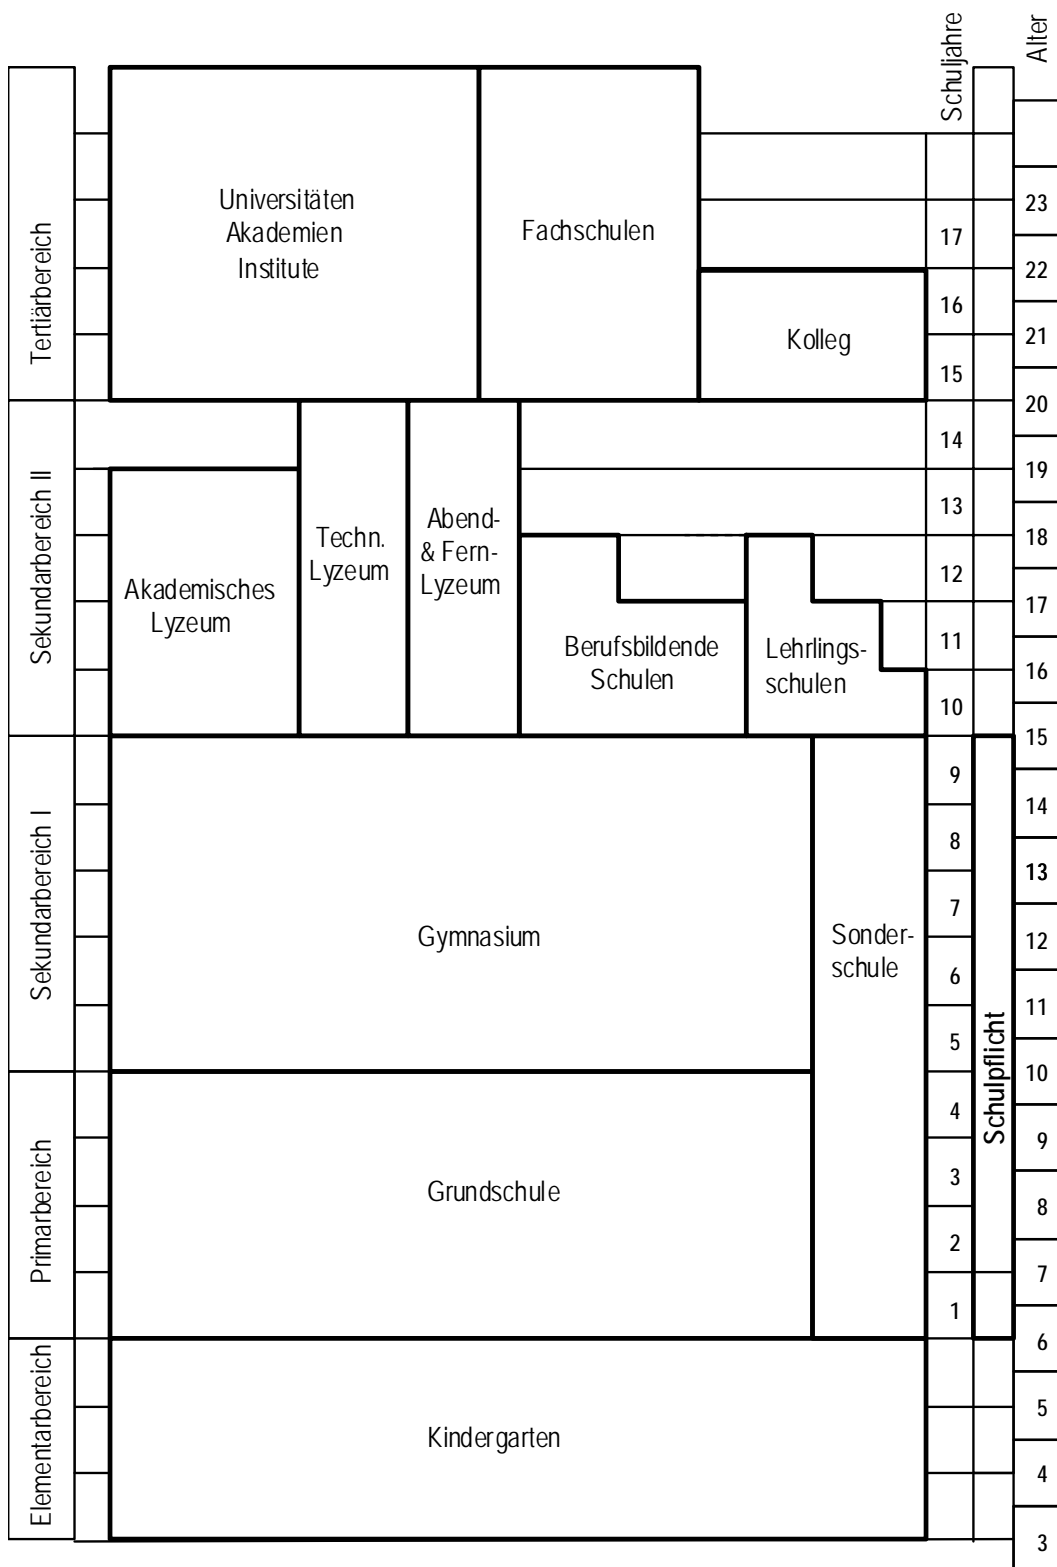 Schuljahre
Alter
Tertiärbereich
Universitäten
Akademien
Institute
Fachschulen
Kolleg
23
17
22
16
21
15
20
Sekundarbereich II
Akademisches
Lyzeum
Techn.
Lyzeum
Abend-
& Fern-
Lyzeum
Berufsbildende
Schulen
Lehrlings-
schulen
14
19
13
18
12
17
11
16
10
15
Sekundarbereich I
Gymnasium
Sonder-
schule
9
14
8
13
7
12
6
11
5
Schulpflicht
10
Primarbereich
Grundschule
4
9
3
8
2
7
1
6
Elementarbereich
Kindergarten
5
4
3